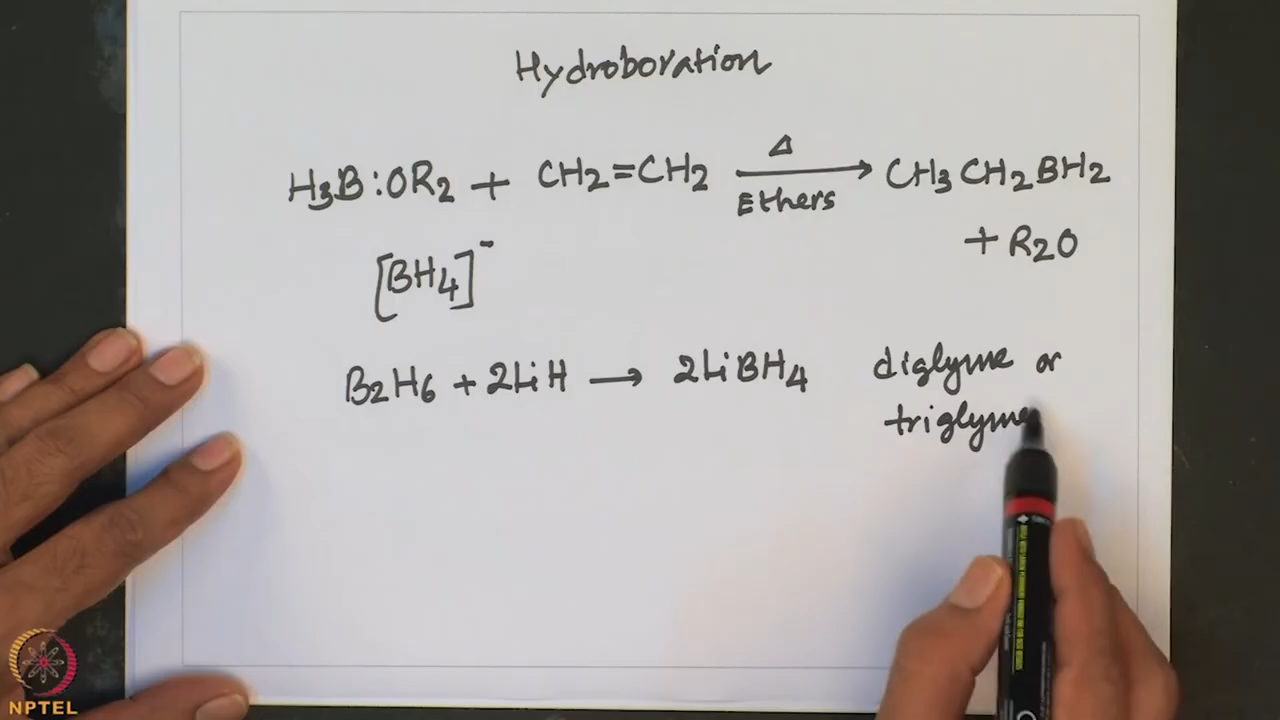 Hydroboration
H3B:OR2 + CH2=CH2 Δ Ethers → CH3CH2BH2
+ R2O
[BH4]⁻
B2H6 + 2LiH → 2LiBH4 diglyme or
triglyme
NPTEL